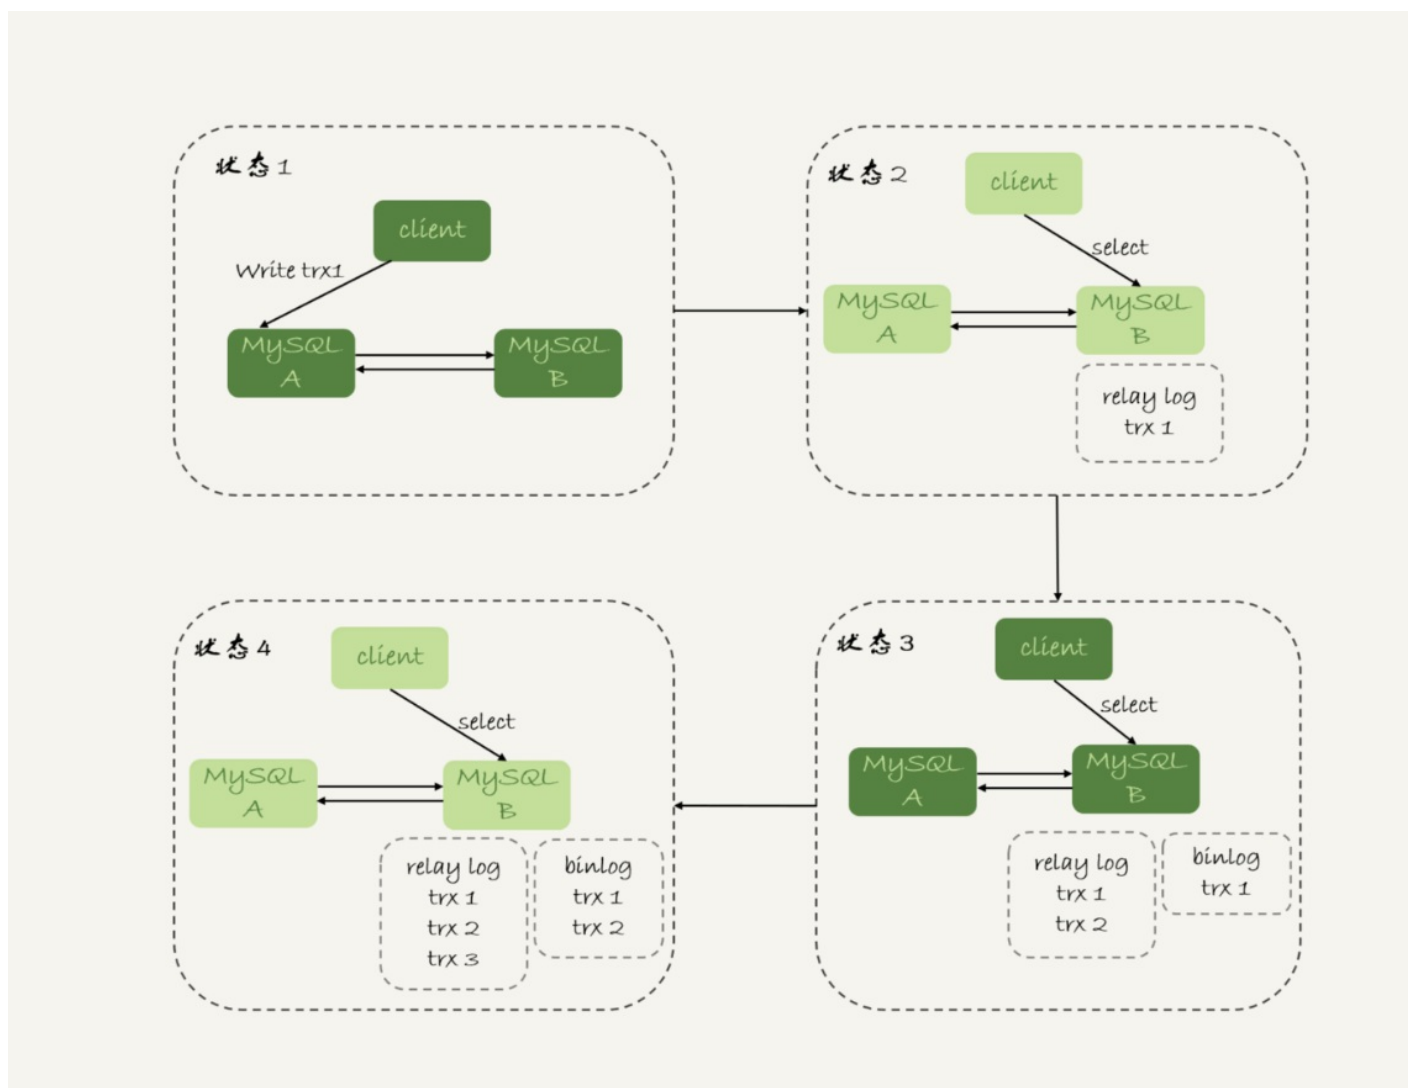 状态1
client
Write trx1
MySQL
A
MySQL
B
状态2
client
select
MySQL
A
MySQL
B
relay log
trx 1
状态3
client
select
MySQL
A
MySQL
B
relay log
trx 1
trx 2
binlog
trx 1
状态4
client
select
MySQL
A
MySQL
B
relay log
trx 1
trx 2
trx 3
binlog
trx 1
trx 2